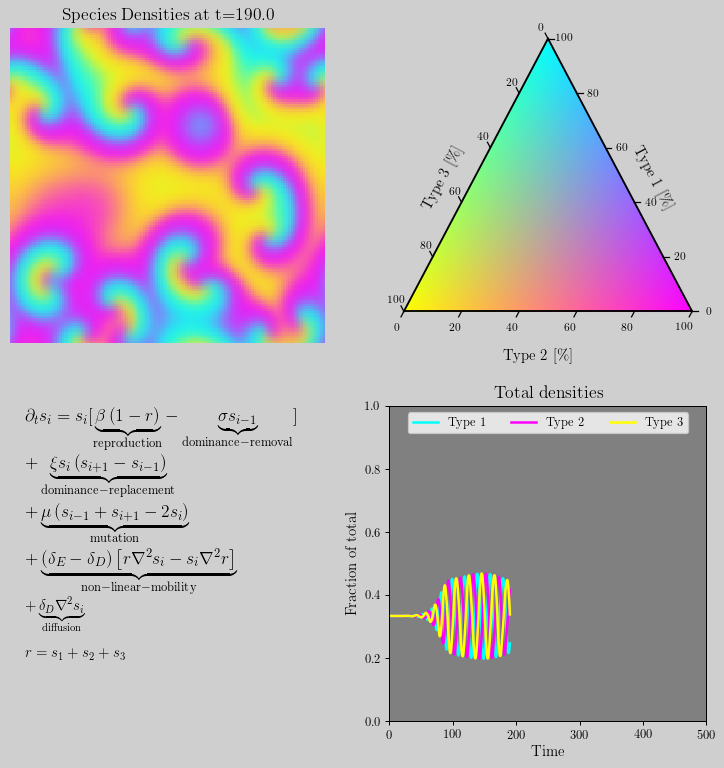 Species Densities at t=190.0
0
100
20
80
40
60
Type 3 [%]
Type 1 [%]
60
40
80
20
100
0
0
20
40
60
80
100
Type 2 [%]
∂ₜsᵢ = sᵢ[β (1 − r) − σsᵢ₋₁ ]
reproduction dominance−removal
+ ξsᵢ (sᵢ₊₁ − sᵢ₋₁)
dominance−replacement
+ μ (sᵢ₋₁ + sᵢ₊₁ − 2sᵢ)
mutation
+ (δ_E − δ_D) [r∇²sᵢ − sᵢ∇²r]
non−linear−mobility
+ δ_D∇²sᵢ
diffusion
r = s₁ + s₂ + s₃
Total densities
Type 1 Type 2 Type 3
1.0
0.8
0.6
0.4
0.2
0.0
Fraction of total
0 100 200 300 400 500
Time